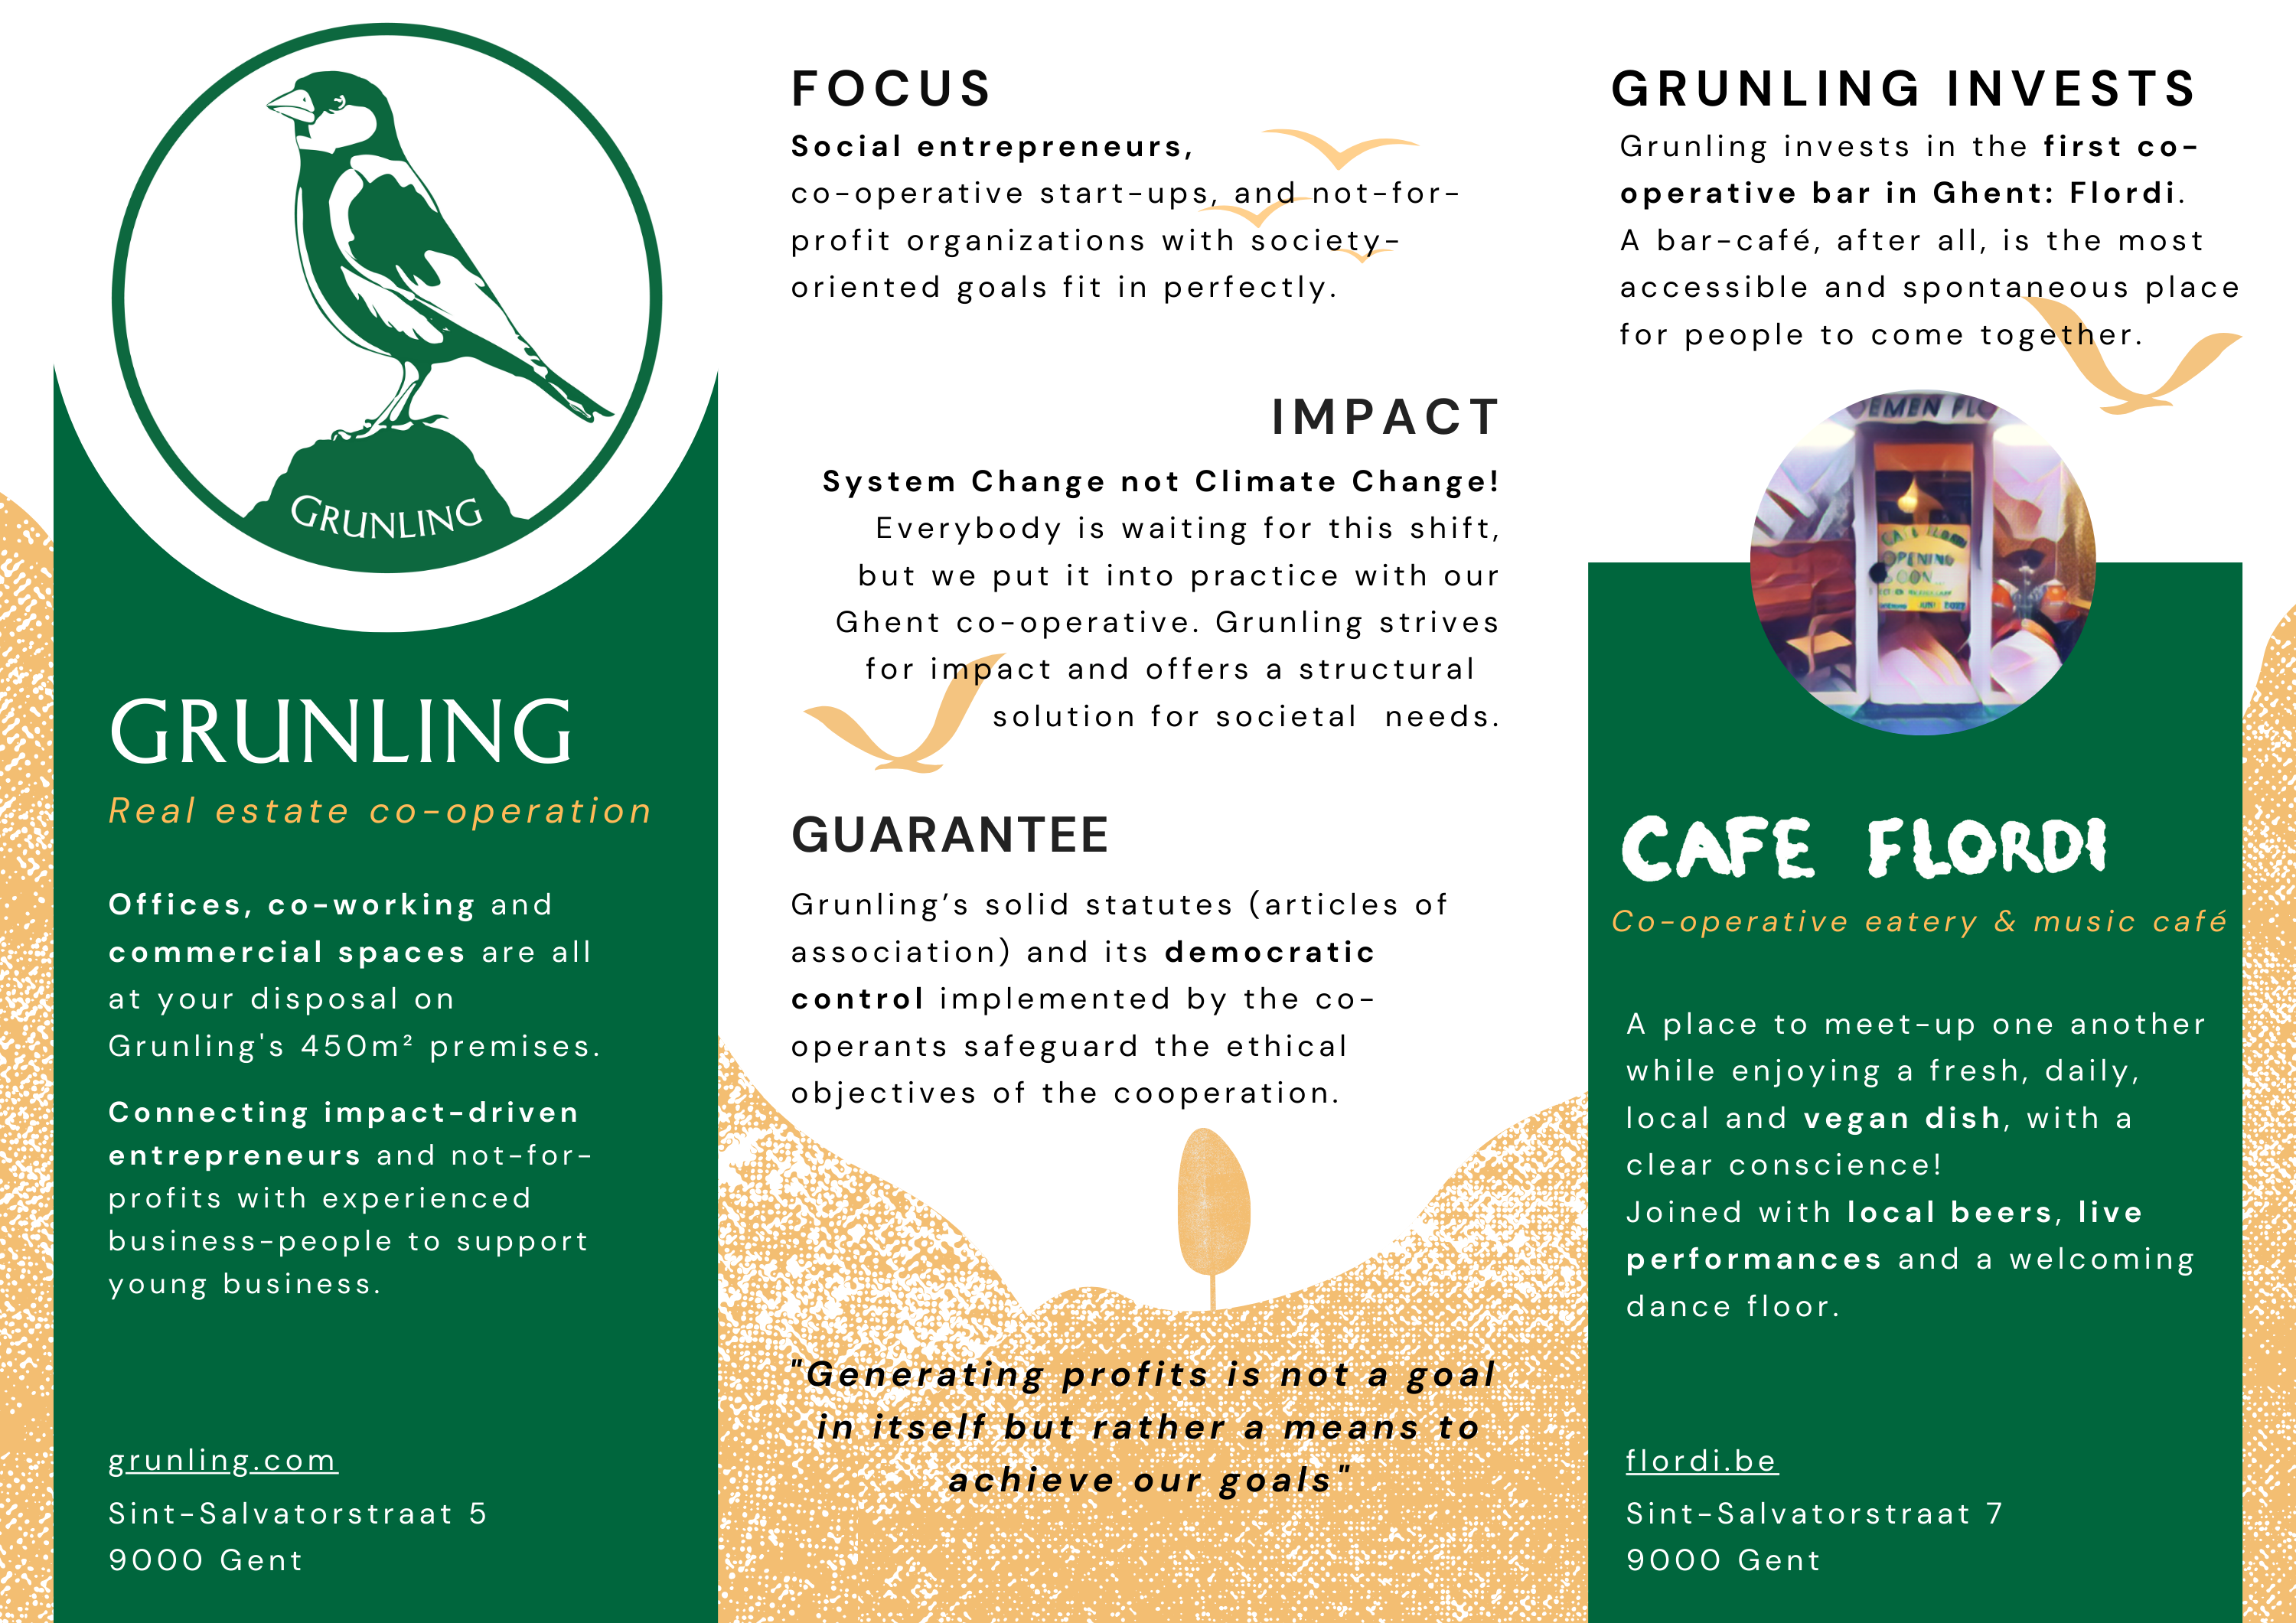 GRUNLING
GRUNLING
Real estate co-operation
Offices, co-working and
commercial spaces are all
at your disposal on
Grunling's 450m² premises.
Connecting impact-driven
entrepreneurs and not-for-
profits with experienced
business-people to support
young business.
grunling.com
Sint-Salvatorstraat 5
9000 Gent
FOCUS
Social entrepreneurs,
co-operative start-ups, and not-for-
profit organizations with society-
oriented goals fit in perfectly.
IMPACT
System Change not Climate Change!
Everybody is waiting for this shift,
but we put it into practice with our
Ghent co-operative. Grunling strives
for impact and offers a structural
solution for societal needs.
GUARANTEE
Grunling’s solid statutes (articles of
association) and its democratic
control implemented by the co-
operants safeguard the ethical
objectives of the cooperation.
"Generating profits is not a goal
in itself but rather a means to
achieve our goals"
GRUNLING INVESTS
Grunling invests in the first co-
operative bar in Ghent: Flordi.
A bar-café, after all, is the most
accessible and spontaneous place
for people to come together.
OPENING
CAFE FLORDI
Co-operative eatery & music café
A place to meet-up one another
while enjoying a fresh, daily,
local and vegan dish, with a
clear conscience!
Joined with local beers, live
performances and a welcoming
dance floor.
flordi.be
Sint-Salvatorstraat 7
9000 Gent